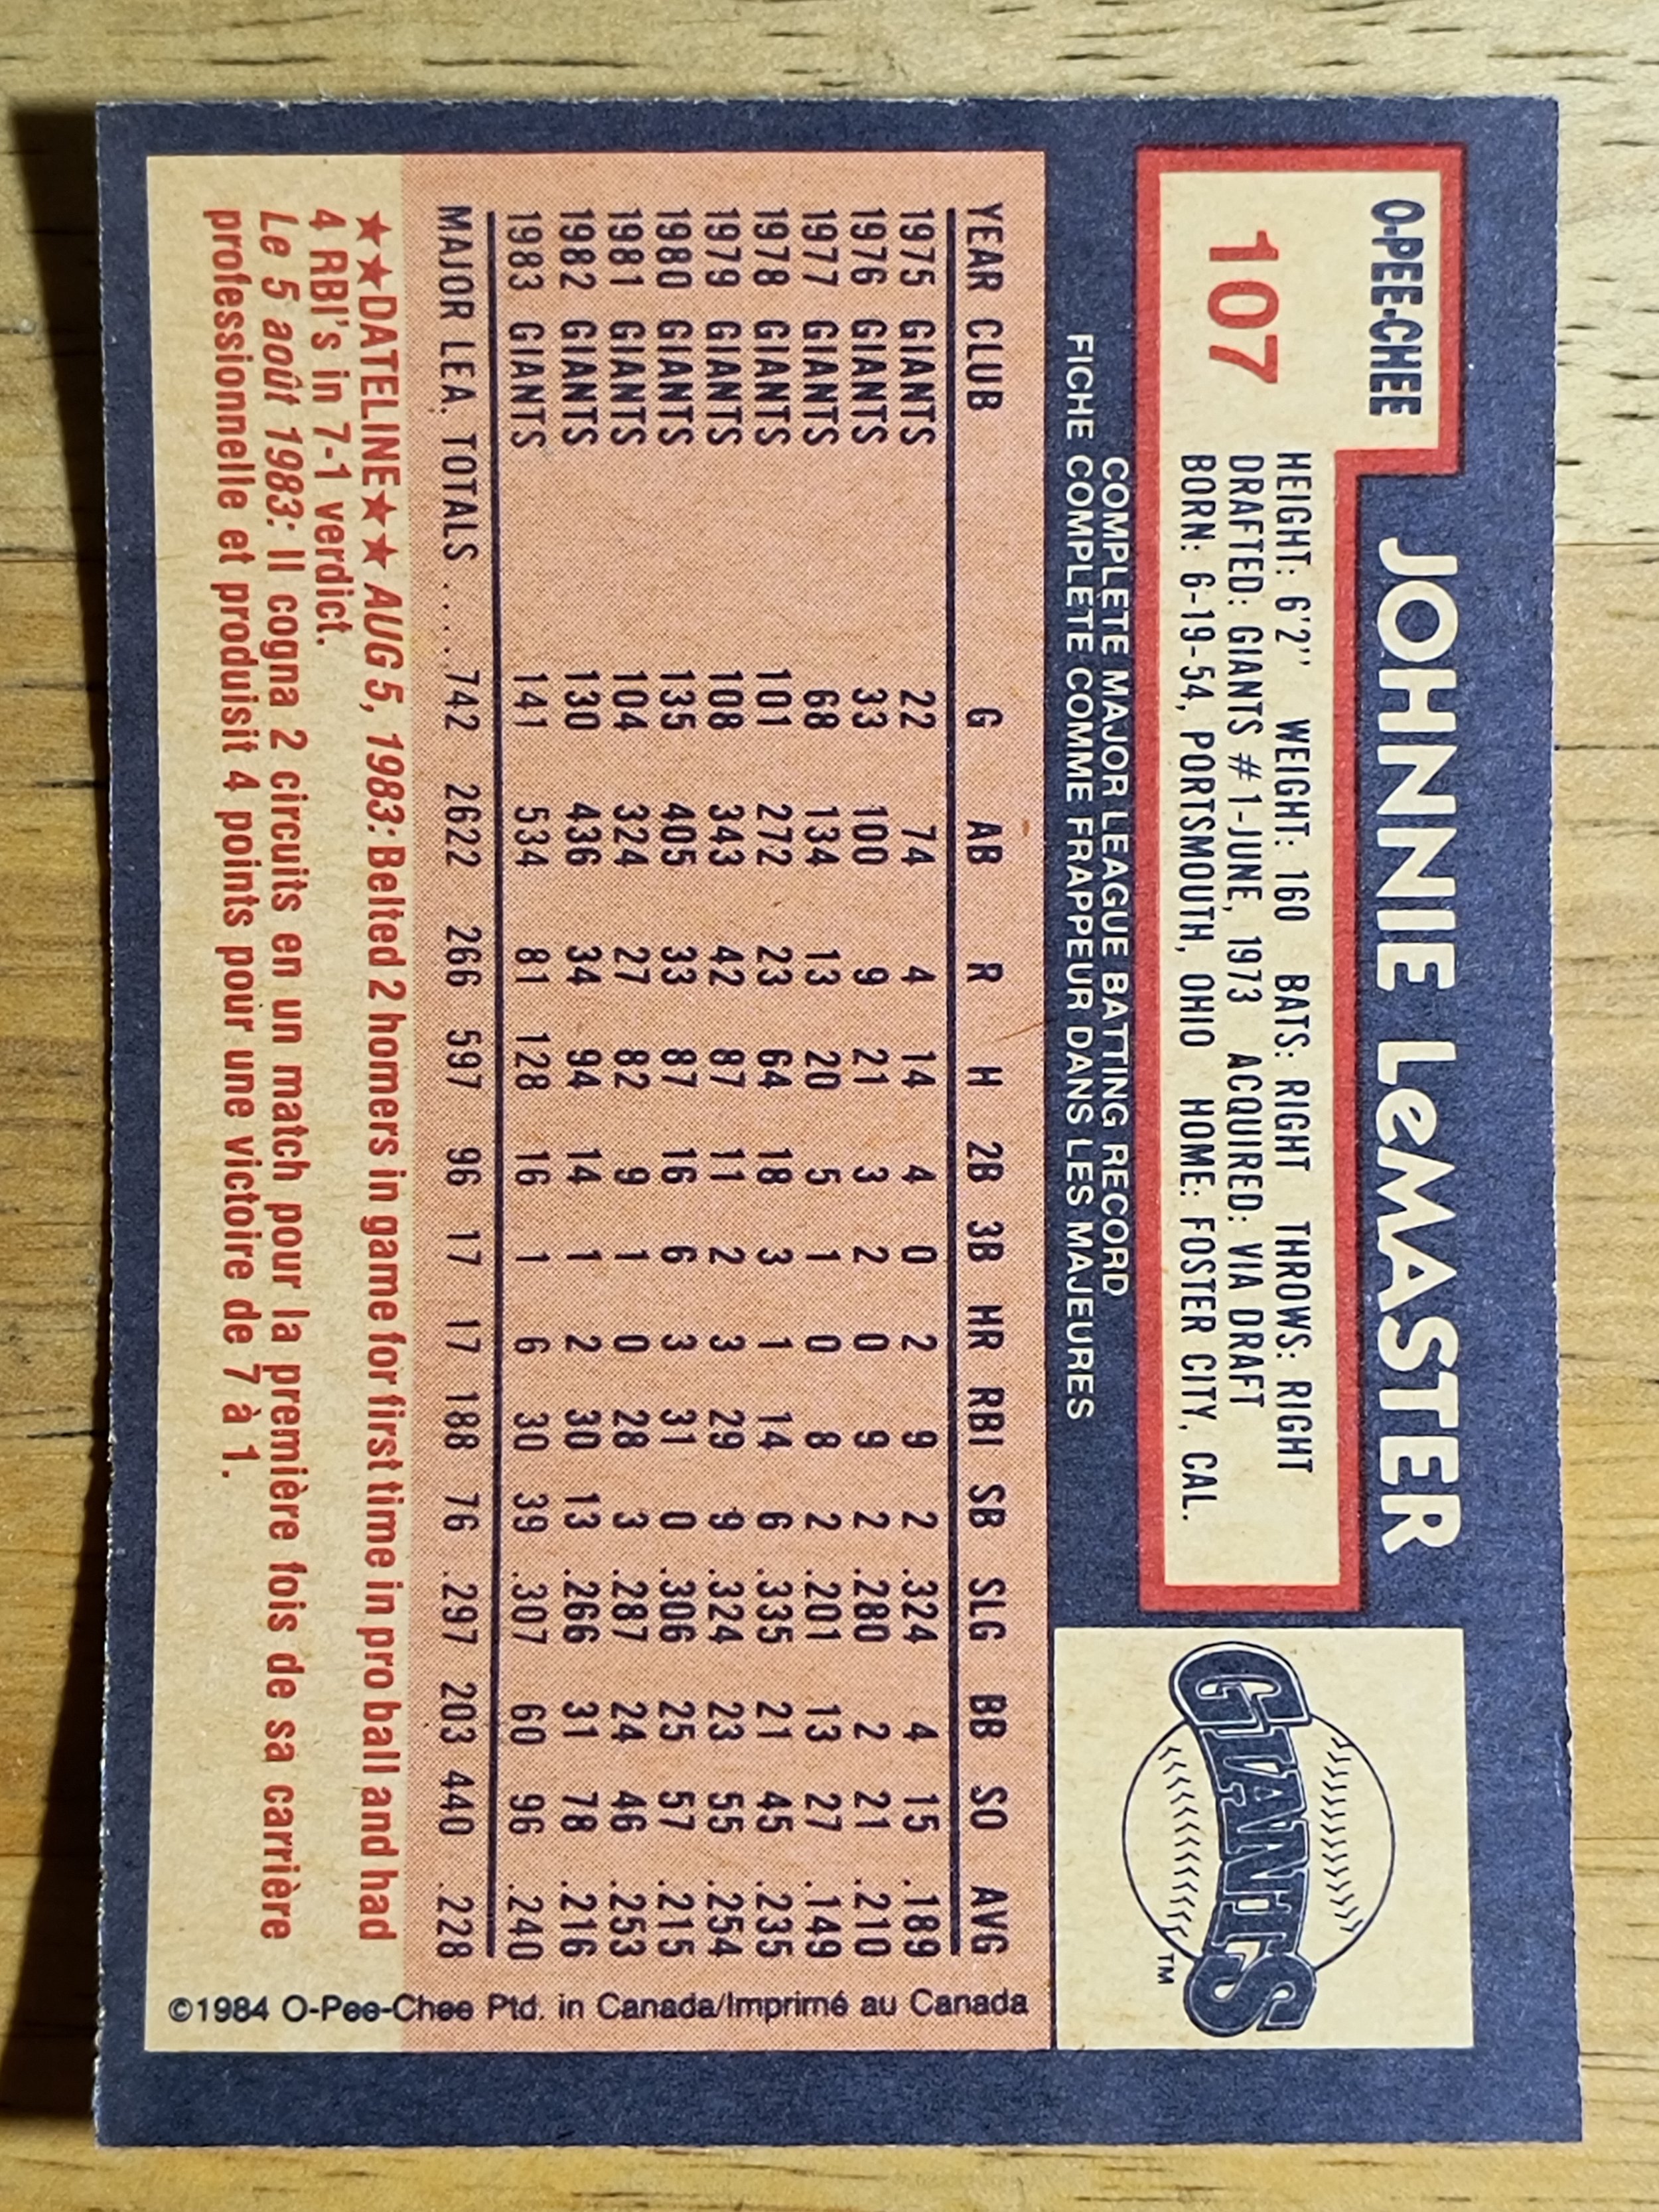 O-PEE-CHEE
107
JOHNNIE LeMASTER
HEIGHT: 6'2" WEIGHT: 160 BATS: RIGHT THROWS: RIGHT
DRAFTED: GIANTS #1-JUNE, 1973 ACQUIRED: VIA DRAFT
BORN: 6-19-54, PORTSMOUTH, OHIO HOME: FOSTER CITY, CAL.
GIANTS TM
COMPLETE MAJOR LEAGUE BATTING RECORD
FICHE COMPLETE COMME FRAPPEUR DANS LES MAJEURES
YEAR CLUB G AB R H 2B 3B HR RBI SB SLG BB SO AVG
1975 GIANTS 22 74 4 14 4 0 2 9 2 .324 4 15 .189
1976 GIANTS 33 100 9 21 3 2 0 9 2 .280 2 21 .210
1977 GIANTS 68 134 13 20 5 1 0 8 2 .201 13 27 .149
1978 GIANTS 101 272 23 64 18 3 1 14 6 .335 21 45 .235
1979 GIANTS 108 343 42 87 11 2 3 29 9 .324 23 55 .254
1980 GIANTS 135 405 33 87 16 6 3 31 0 .306 25 57 .215
1981 GIANTS 104 324 27 82 9 1 0 28 3 .287 24 46 .253
1982 GIANTS 130 436 34 94 14 1 2 30 13 .266 31 78 .216
1983 GIANTS 141 534 81 128 16 1 6 30 39 .307 60 96 .240
MAJOR LEA. TOTALS .....742 2622 266 597 96 17 17 188 76 .297 203 440 .228
★★DATELINE★★ AUG 5, 1983: Belted 2 homers in game for first time in pro ball and had
4 RBI's in 7-1 verdict.
Le 5 août 1983: Il cogna 2 circuits en un match pour la première fois de sa carrière
professionnelle et produisit 4 points pour une victoire de 7 à 1.
©1984 O-Pee-Chee Ptd. in Canada/Imprimé au Canada